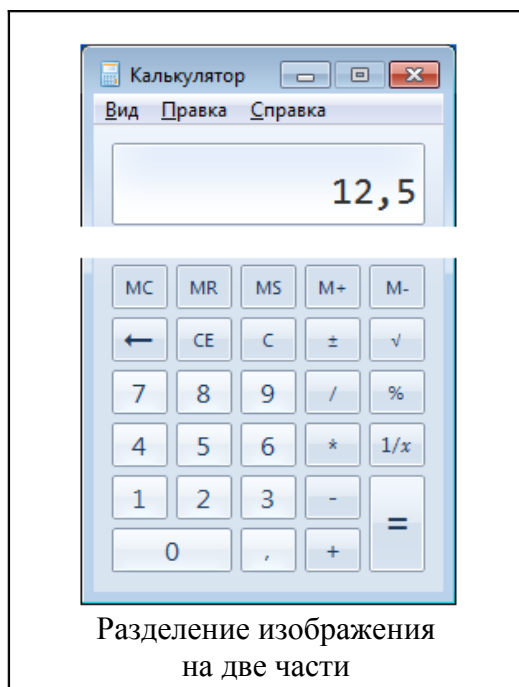 Калькулятор
Вид Правка Справка
12,5
MC MR MS M+ M-
← CE C ± √
7 8 9 / %
4 5 6 * 1/x
1 2 3 - =
0 , +
Разделение изображения
на две части